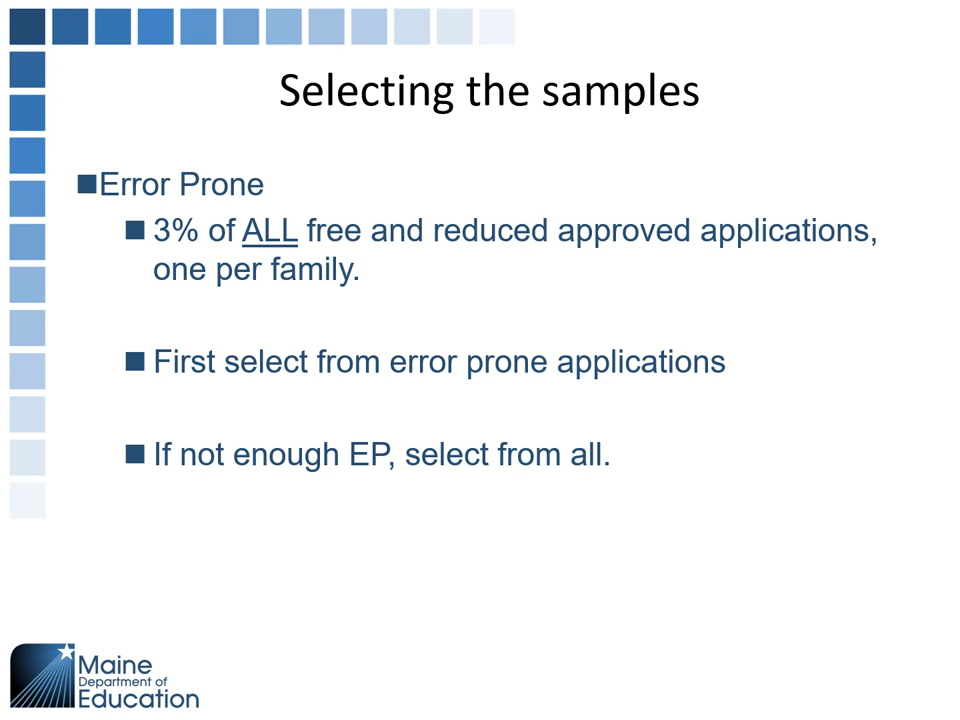 Selecting the samples
Error Prone
3% of ALL free and reduced approved applications,
one per family.
First select from error prone applications
If not enough EP, select from all.
Maine
Department of
Education